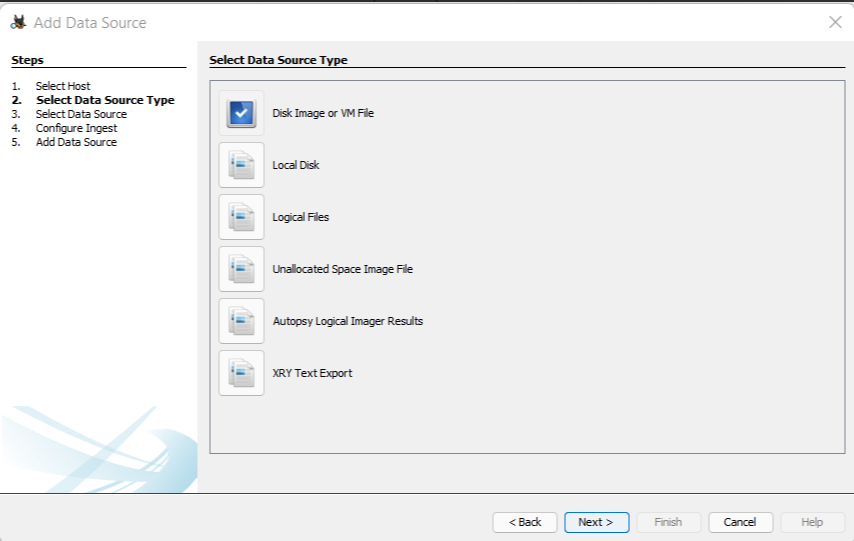 Add Data Source
Steps
1. Select Host
2. Select Data Source Type
3. Select Data Source
4. Configure Ingest
5. Add Data Source
Select Data Source Type
Disk Image or VM File
Local Disk
Logical Files
Unallocated Space Image File
Autopsy Logical Imager Results
XRY Text Export
< Back Next > Finish Cancel Help